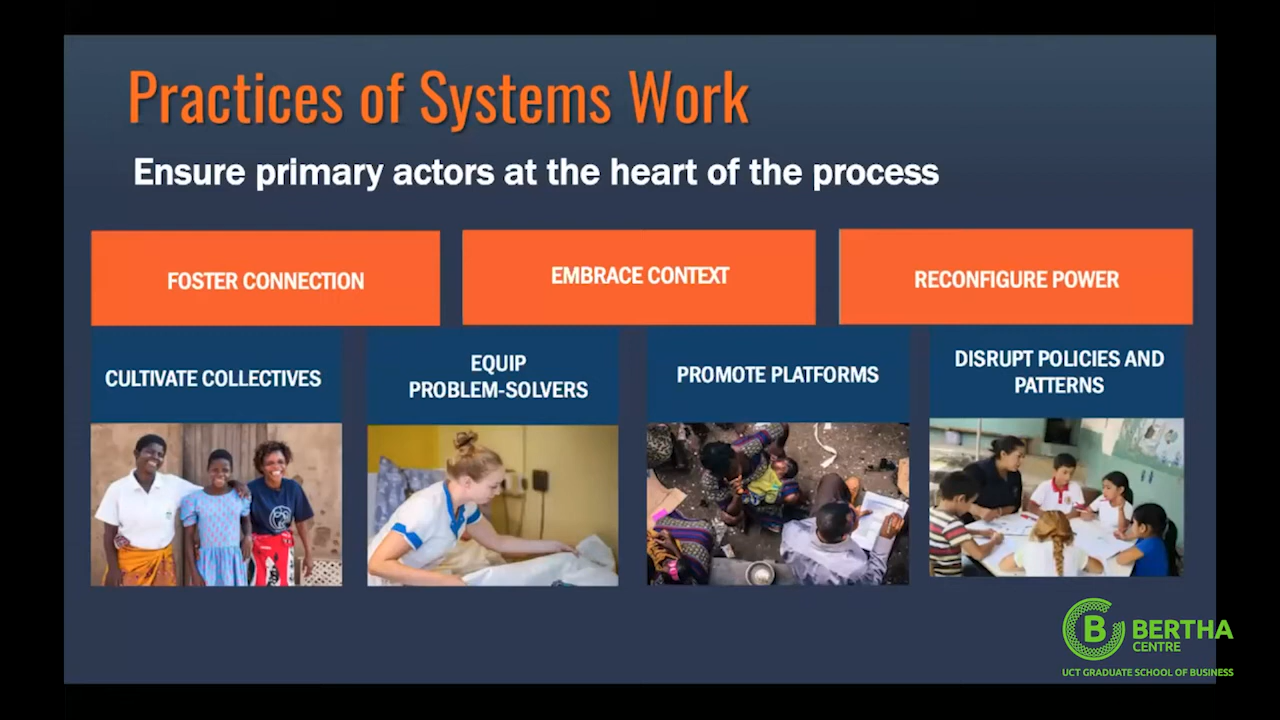 Practices of Systems Work
Ensure primary actors at the heart of the process
FOSTER CONNECTION
EMBRACE CONTEXT
RECONFIGURE POWER
CULTIVATE COLLECTIVES
EQUIP
PROBLEM-SOLVERS
PROMOTE PLATFORMS
DISRUPT POLICIES AND
PATTERNS
B BERTHA
CENTRE
UCT GRADUATE SCHOOL OF BUSINESS